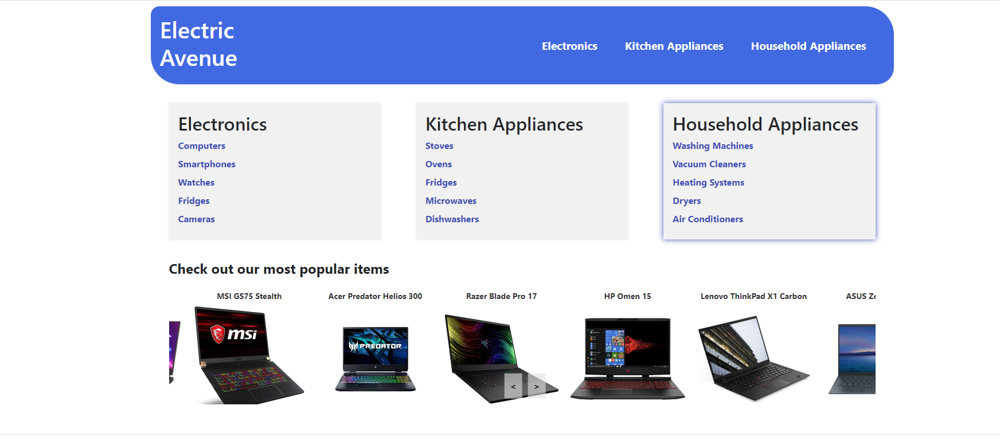 Electric
Avenue
Electronics Kitchen Appliances Household Appliances
Electronics
Computers
Smartphones
Watches
Fridges
Cameras
Kitchen Appliances
Stoves
Ovens
Fridges
Microwaves
Dishwashers
Household Appliances
Washing Machines
Vacuum Cleaners
Heating Systems
Dryers
Air Conditioners
Check out our most popular items
MSI GS75 Stealth Acer Predator Helios 300 Razer Blade Pro 17 HP Omen 15 Lenovo ThinkPad X1 Carbon ASUS Ze
msi
PREDATOR
< >